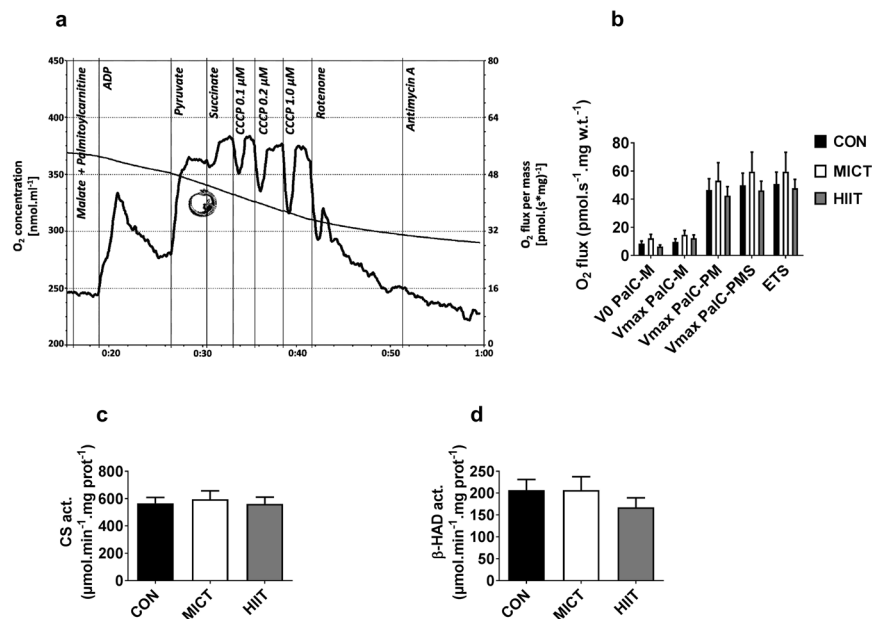 a
450
400
350
300
250
200
O2 concentration
[nmol.ml-1]
Malate + Palmitoylcarnitine
ADP
Pyruvate
Succinate
CCCP 0.1 µM
CCCP 0.2 µM
CCCP 1.0 µM
Rotenone
Antimycin A
80
64
48
32
16
0
O2 flux per mass
[pmol.(s*mg)-1]
0:20
0:30
0:40
0:50
1:00
b
O2 flux (pmol.s-1.mg w.t.-1)
80
60
40
20
0
V0 PalC-M
Vmax PalC-M
Vmax PalC-PM
Vmax PalC-PMS
ETS
CON
MICT
HIIT
c
CS act.
(µmol.min-1.mg prot-1)
800
600
400
600
0
CON
MICT
HIIT
d
β-HAD act.
(µmol.min-1.mg prot-1)
250
200
150
100
50
0
CON
MICT
HIIT